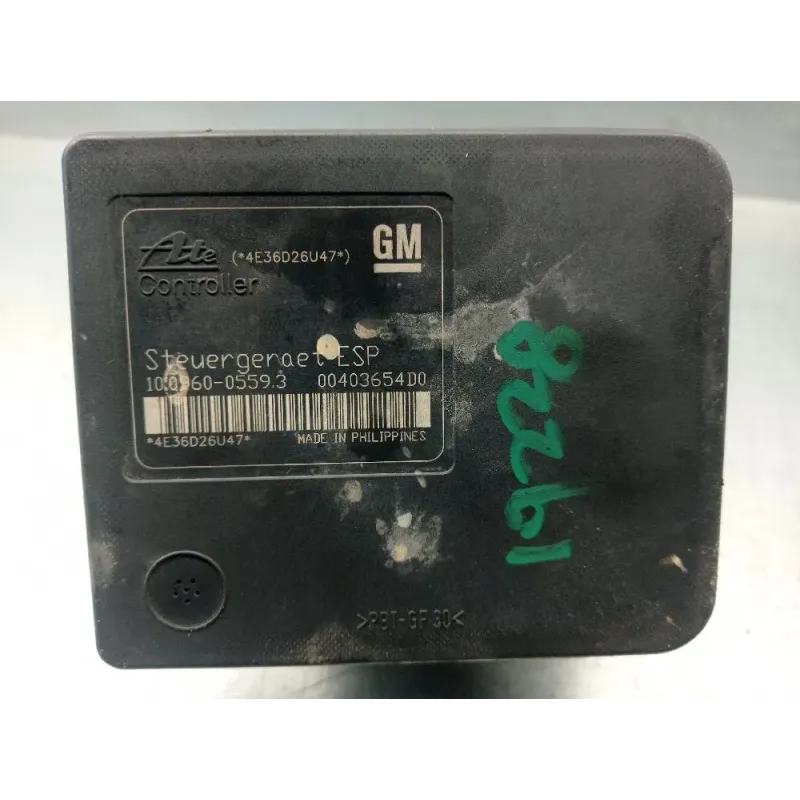 Ate (*4E36D26U47*) GM
Controller
Steuergeraet ESP
10.0960-0559.3 00403654D0
*4E36D26U47* MADE IN PHILIPPINES
19228
>PBT-GF30<